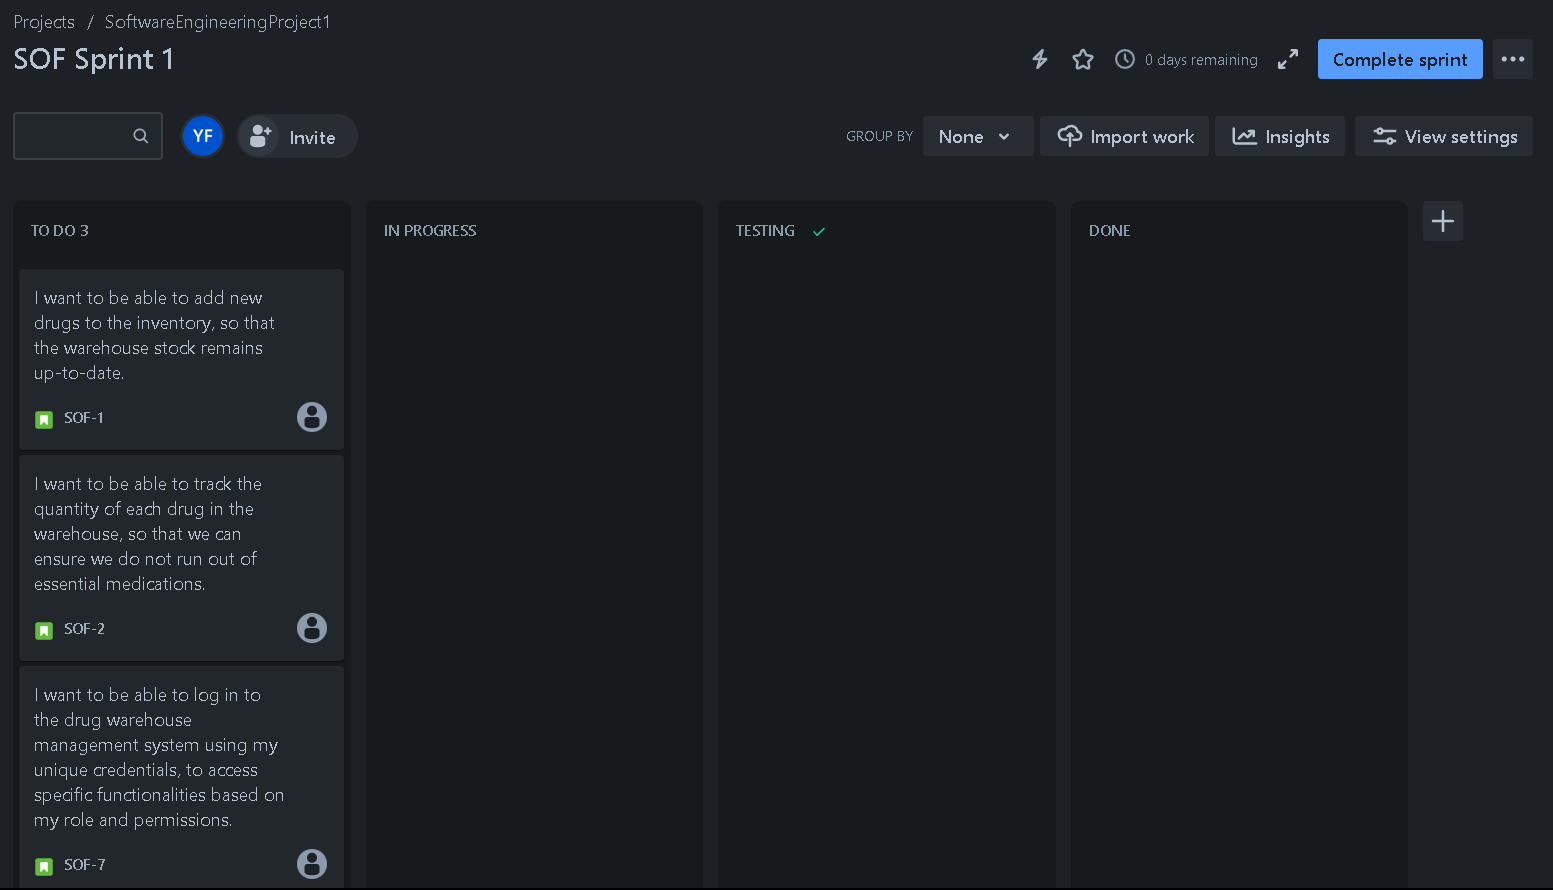 Projects / SoftwareEngineeringProject1
SOF Sprint 1
0 days remaining
Complete sprint
YF
Invite
GROUP BY
None
Import work
Insights
View settings
TO DO 3
I want to be able to add new
drugs to the inventory, so that
the warehouse stock remains
up-to-date.
SOF-1
I want to be able to track the
quantity of each drug in the
warehouse, so that we can
ensure we do not run out of
essential medications.
SOF-2
I want to be able to log in to
the drug warehouse
management system using my
unique credentials, to access
specific functionalities based on
my role and permissions.
SOF-7
IN PROGRESS
TESTING
DONE